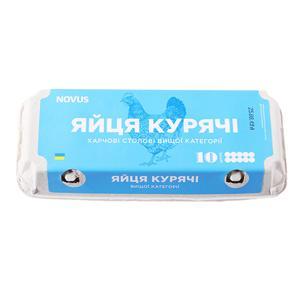 NOVUS
ЯЙЦЯ КУРЯЧІ
ХАРЧОВІ СТОЛОВІ ВИЩОЇ КАТЕГОРІЇ
10
ЯЙЦЯ КУРЯЧІ
ВИЩОЇ КАТЕГОРІЇ